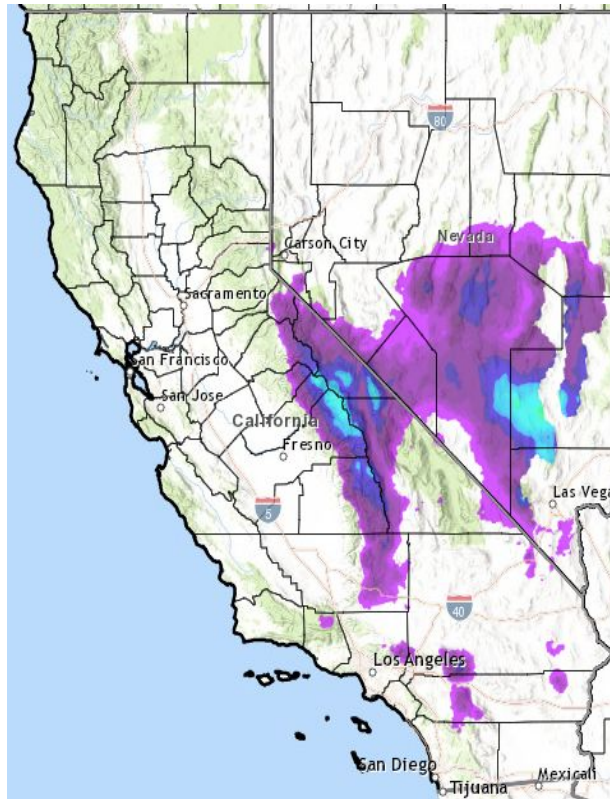 80
Nevada
Carson City
Sacramento
San Francisco
San Jose
California
Fresno
5
Las Vega
40
Los Angeles
San Diego
Mexicali
Tijuana